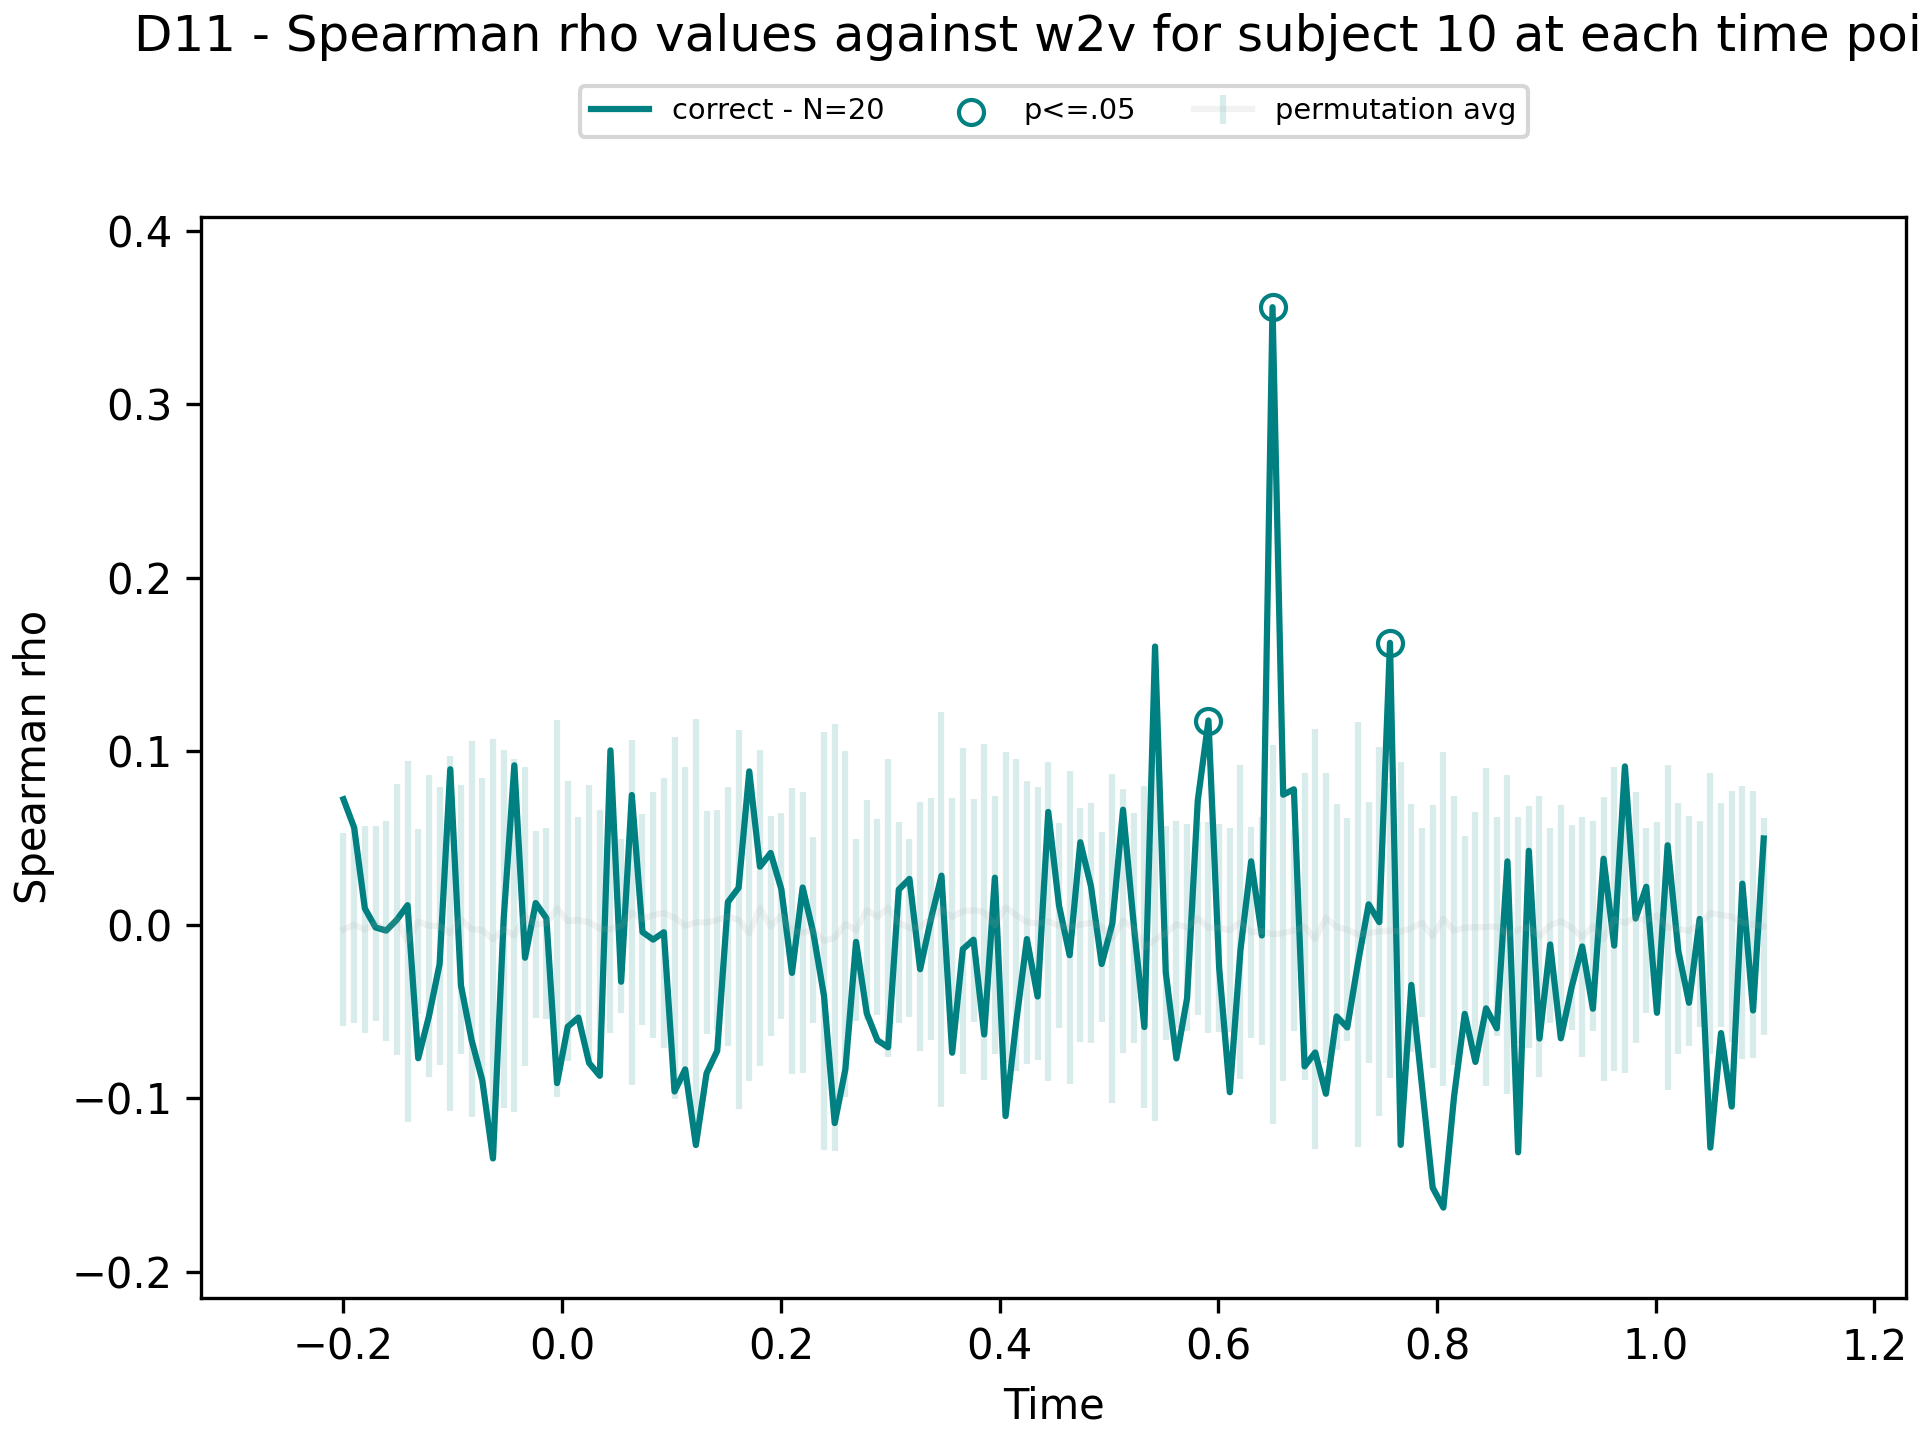 D11 - Spearman rho values against w2v for subject 10 at each time poi
correct - N=20 p<=.05 permutation avg
0.4
0.3
0.2
0.1
0.0
−0.1
−0.2
Spearman rho
−0.2 0.0 0.2 0.4 0.6 0.8 1.0 1.2
Time